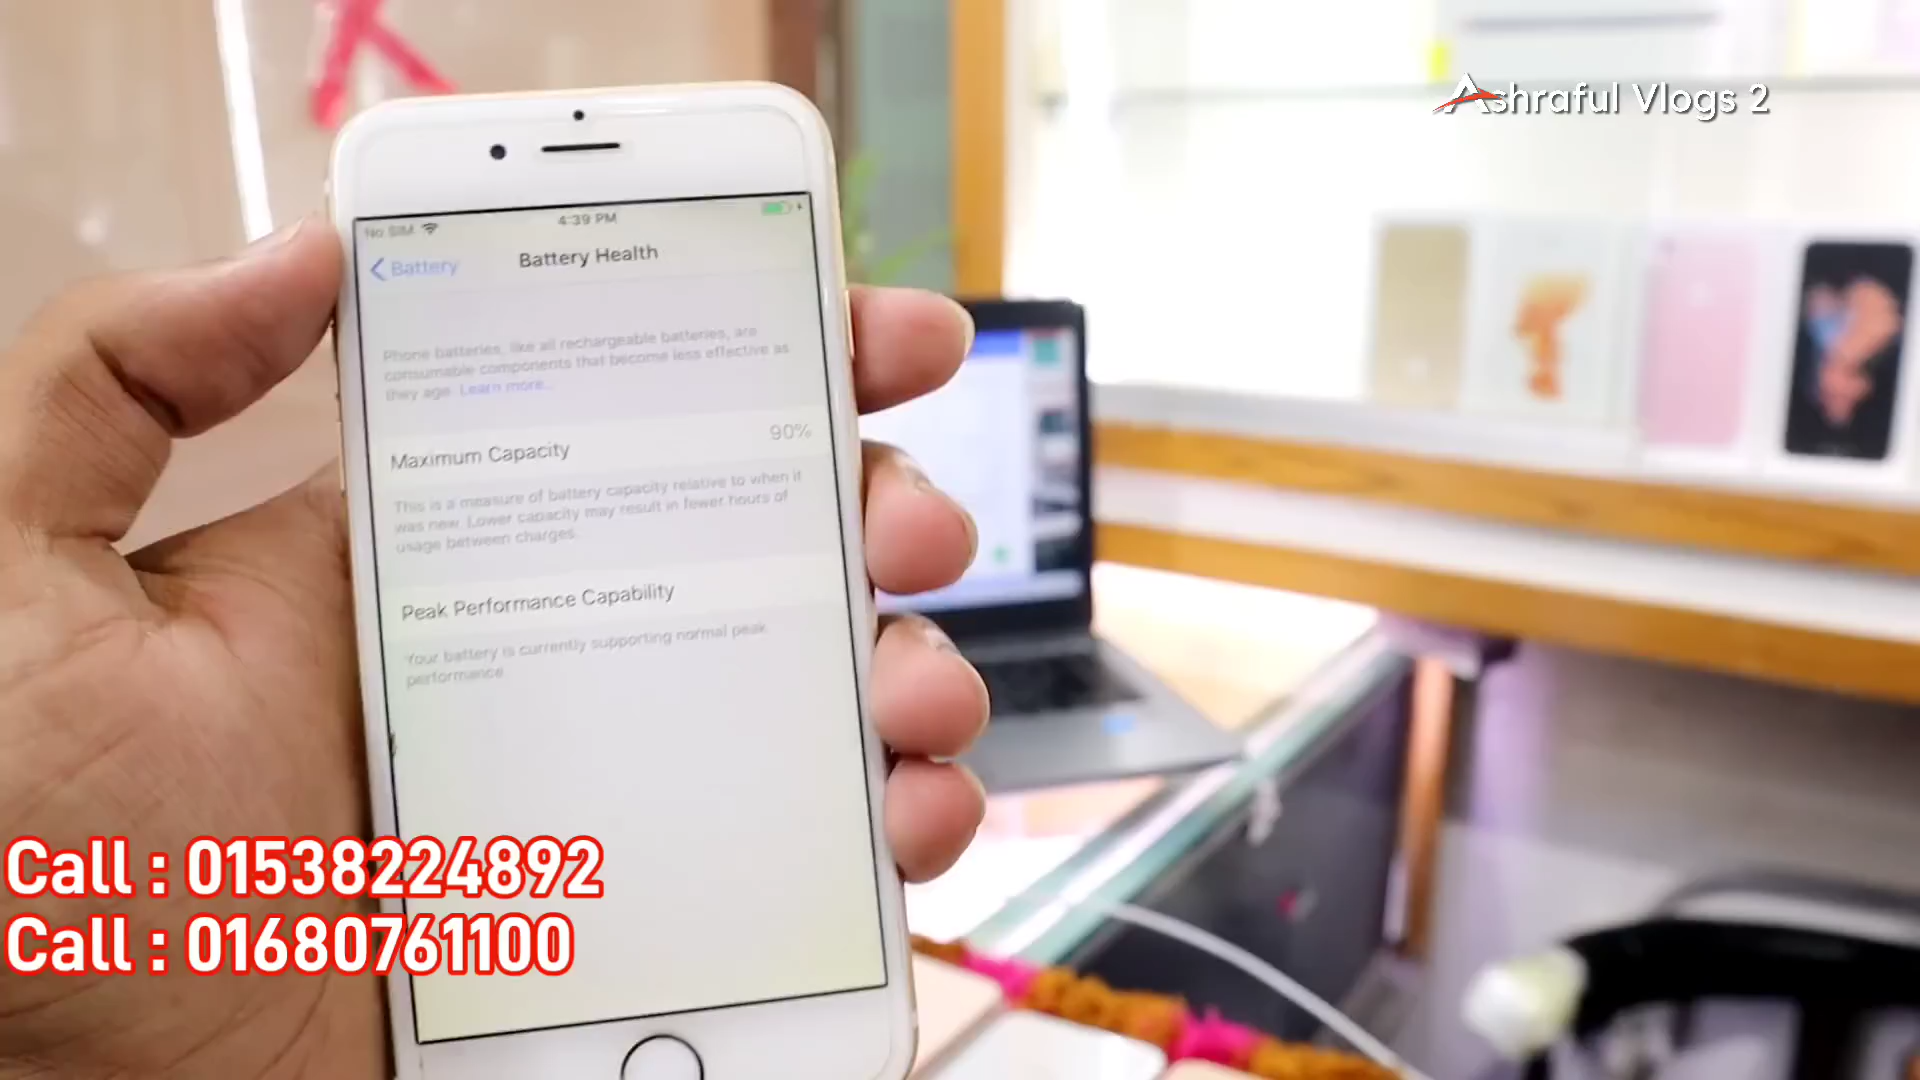 Ashraful Vlogs 2
No SIM
4:39 PM
Battery
Battery Health
Phone batteries, like all rechargeable batteries, are
consumable components that become less effective as
they age. Learn more...
Maximum Capacity
90%
This is a measure of battery capacity relative to when it
was new. Lower capacity may result in fewer hours of
usage between charges.
Peak Performance Capability
Your battery is currently supporting normal peak
performance.
Call : 01538224892
Call : 01680761100